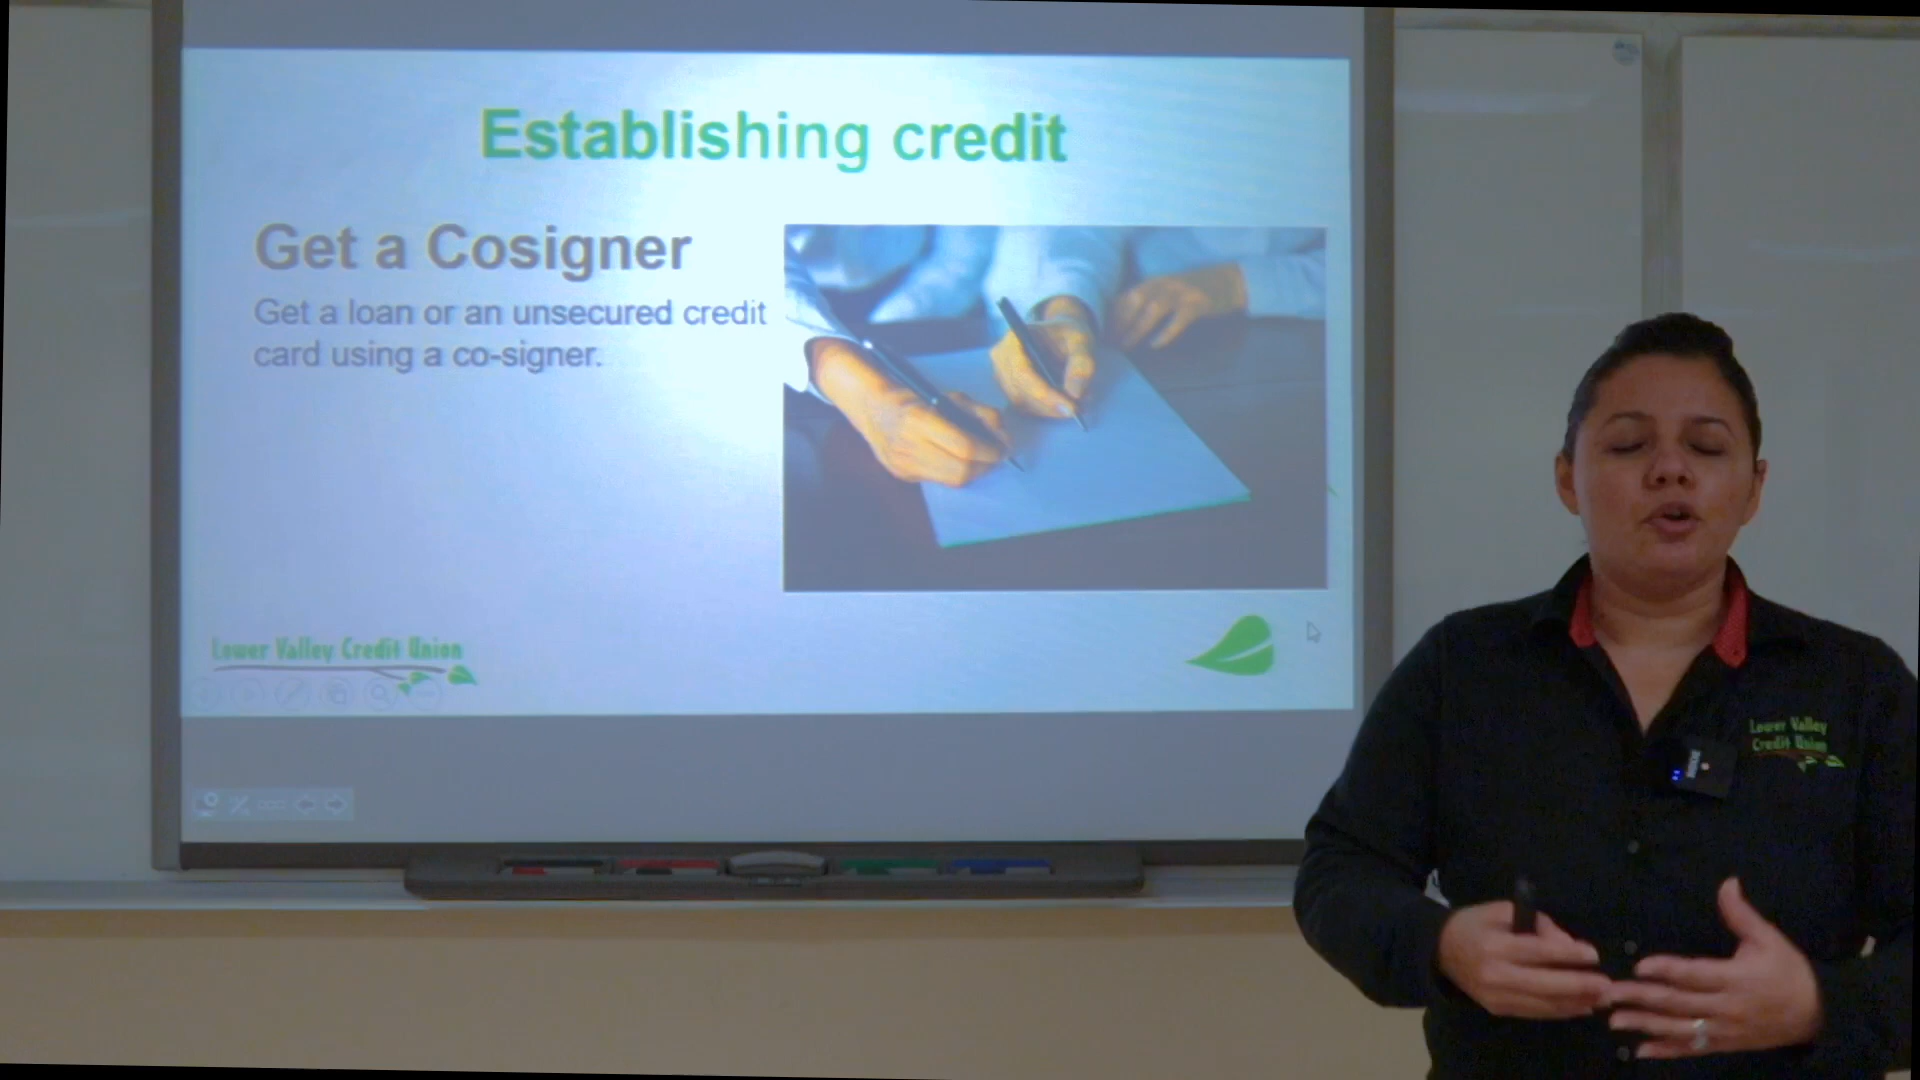 Establishing credit
Get a Cosigner
Get a loan or an unsecured credit
card using a co-signer.
Lower Valley Credit Union
Lower Valley
Credit Union